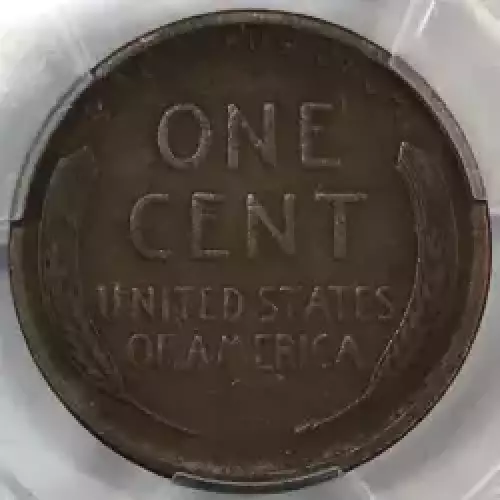 ONE
CENT
UNITED STATES
OF AMERICA